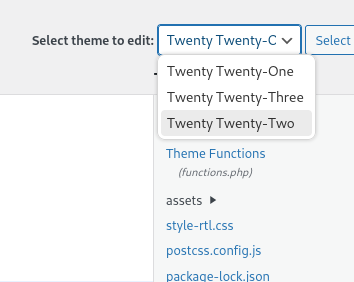 Select theme to edit:
Twenty Twenty-O
Select
Twenty Twenty-One
Twenty Twenty-Three
Twenty Twenty-Two
Theme Functions
(functions.php)
assets
style-rtl.css
postcss.config.js
package-lock.json